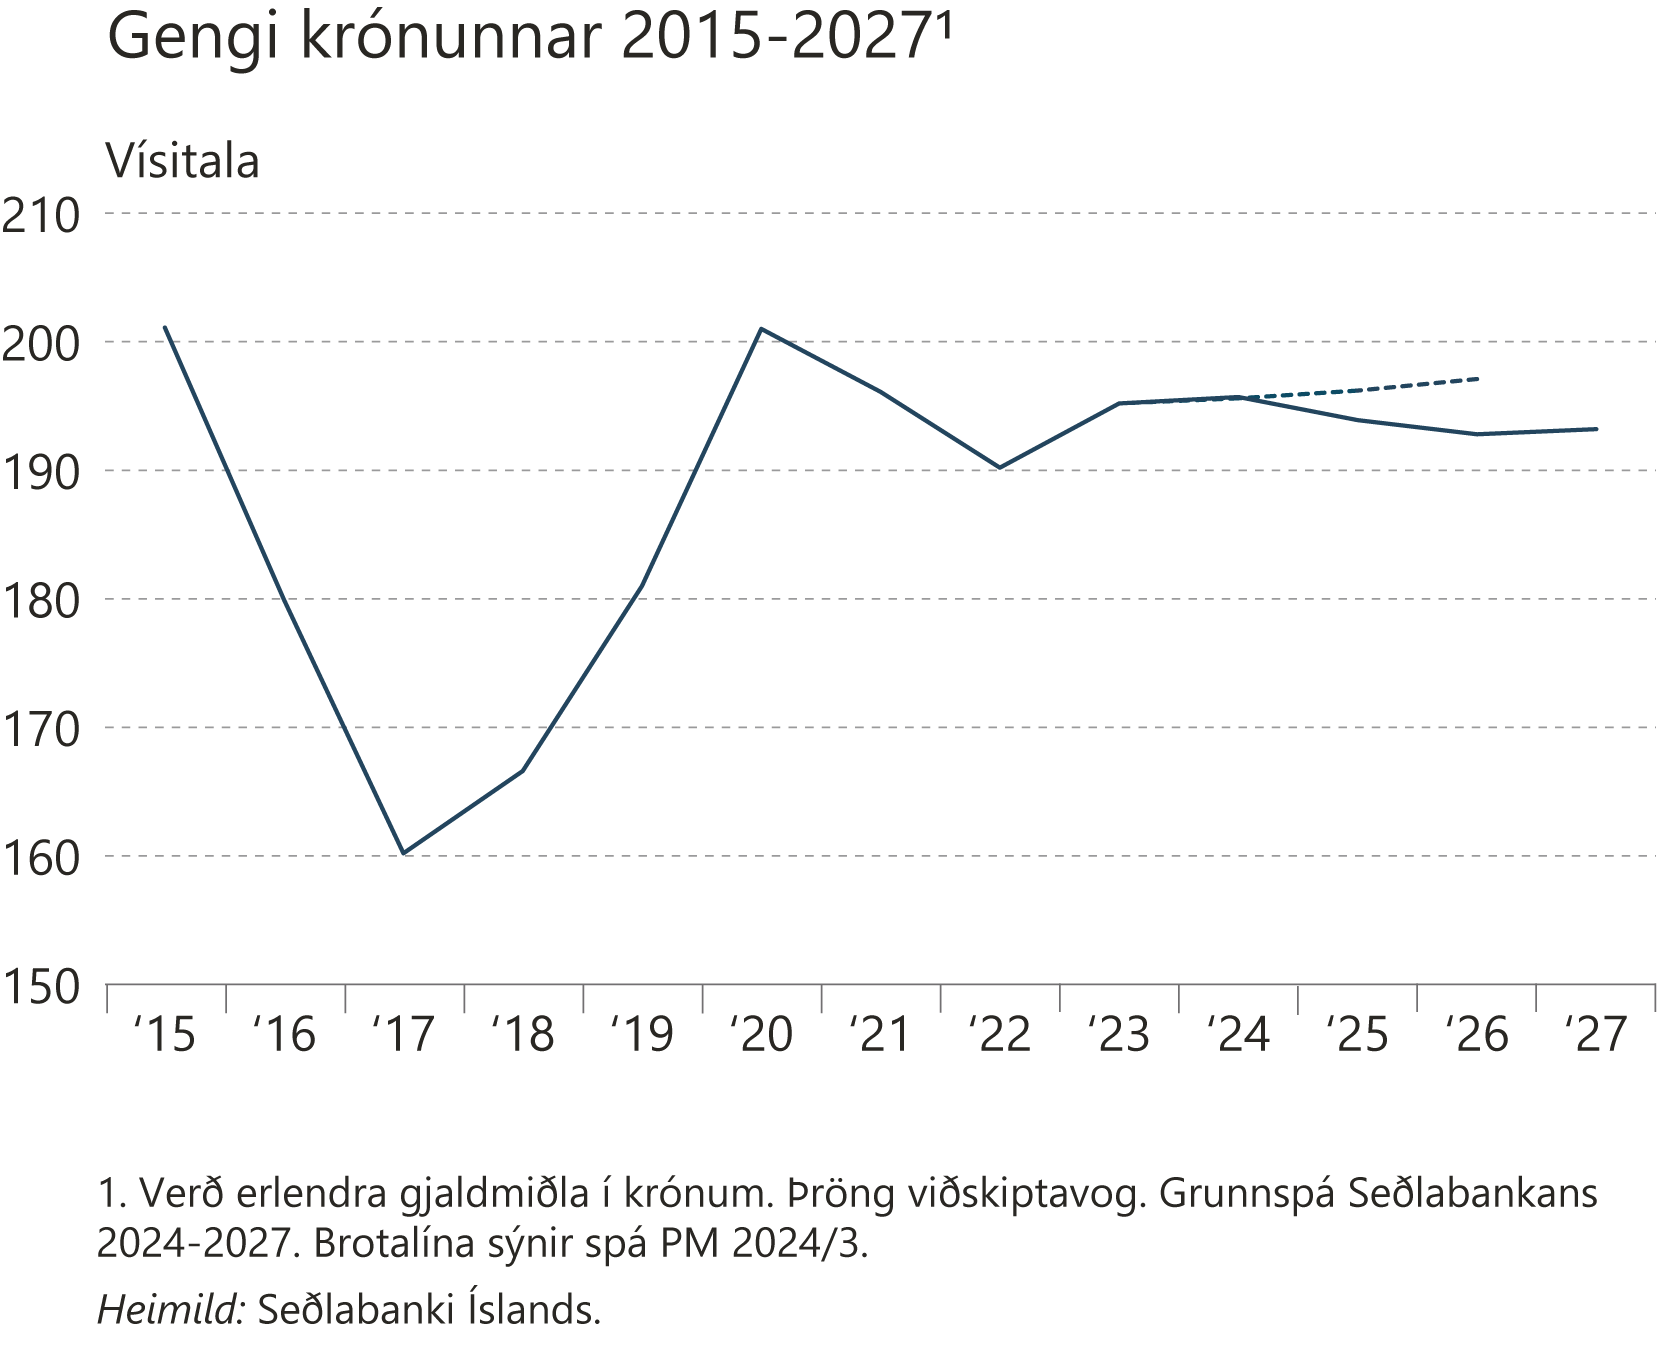 Gengi krónunnar 2015-2027¹
Vísitala
210
200
190
180
170
160
150
‘15 ‘16 ‘17 ‘18 ‘19 ‘20 ‘21 ‘22 ‘23 ‘24 ‘25 ‘26 ‘27
1. Verð erlendra gjaldmiðla í krónum. Þröng viðskiptavog. Grunnspá Seðlabankans
2024-2027. Brotalína sýnir spá PM 2024/3.
Heimild: Seðlabanki Íslands.